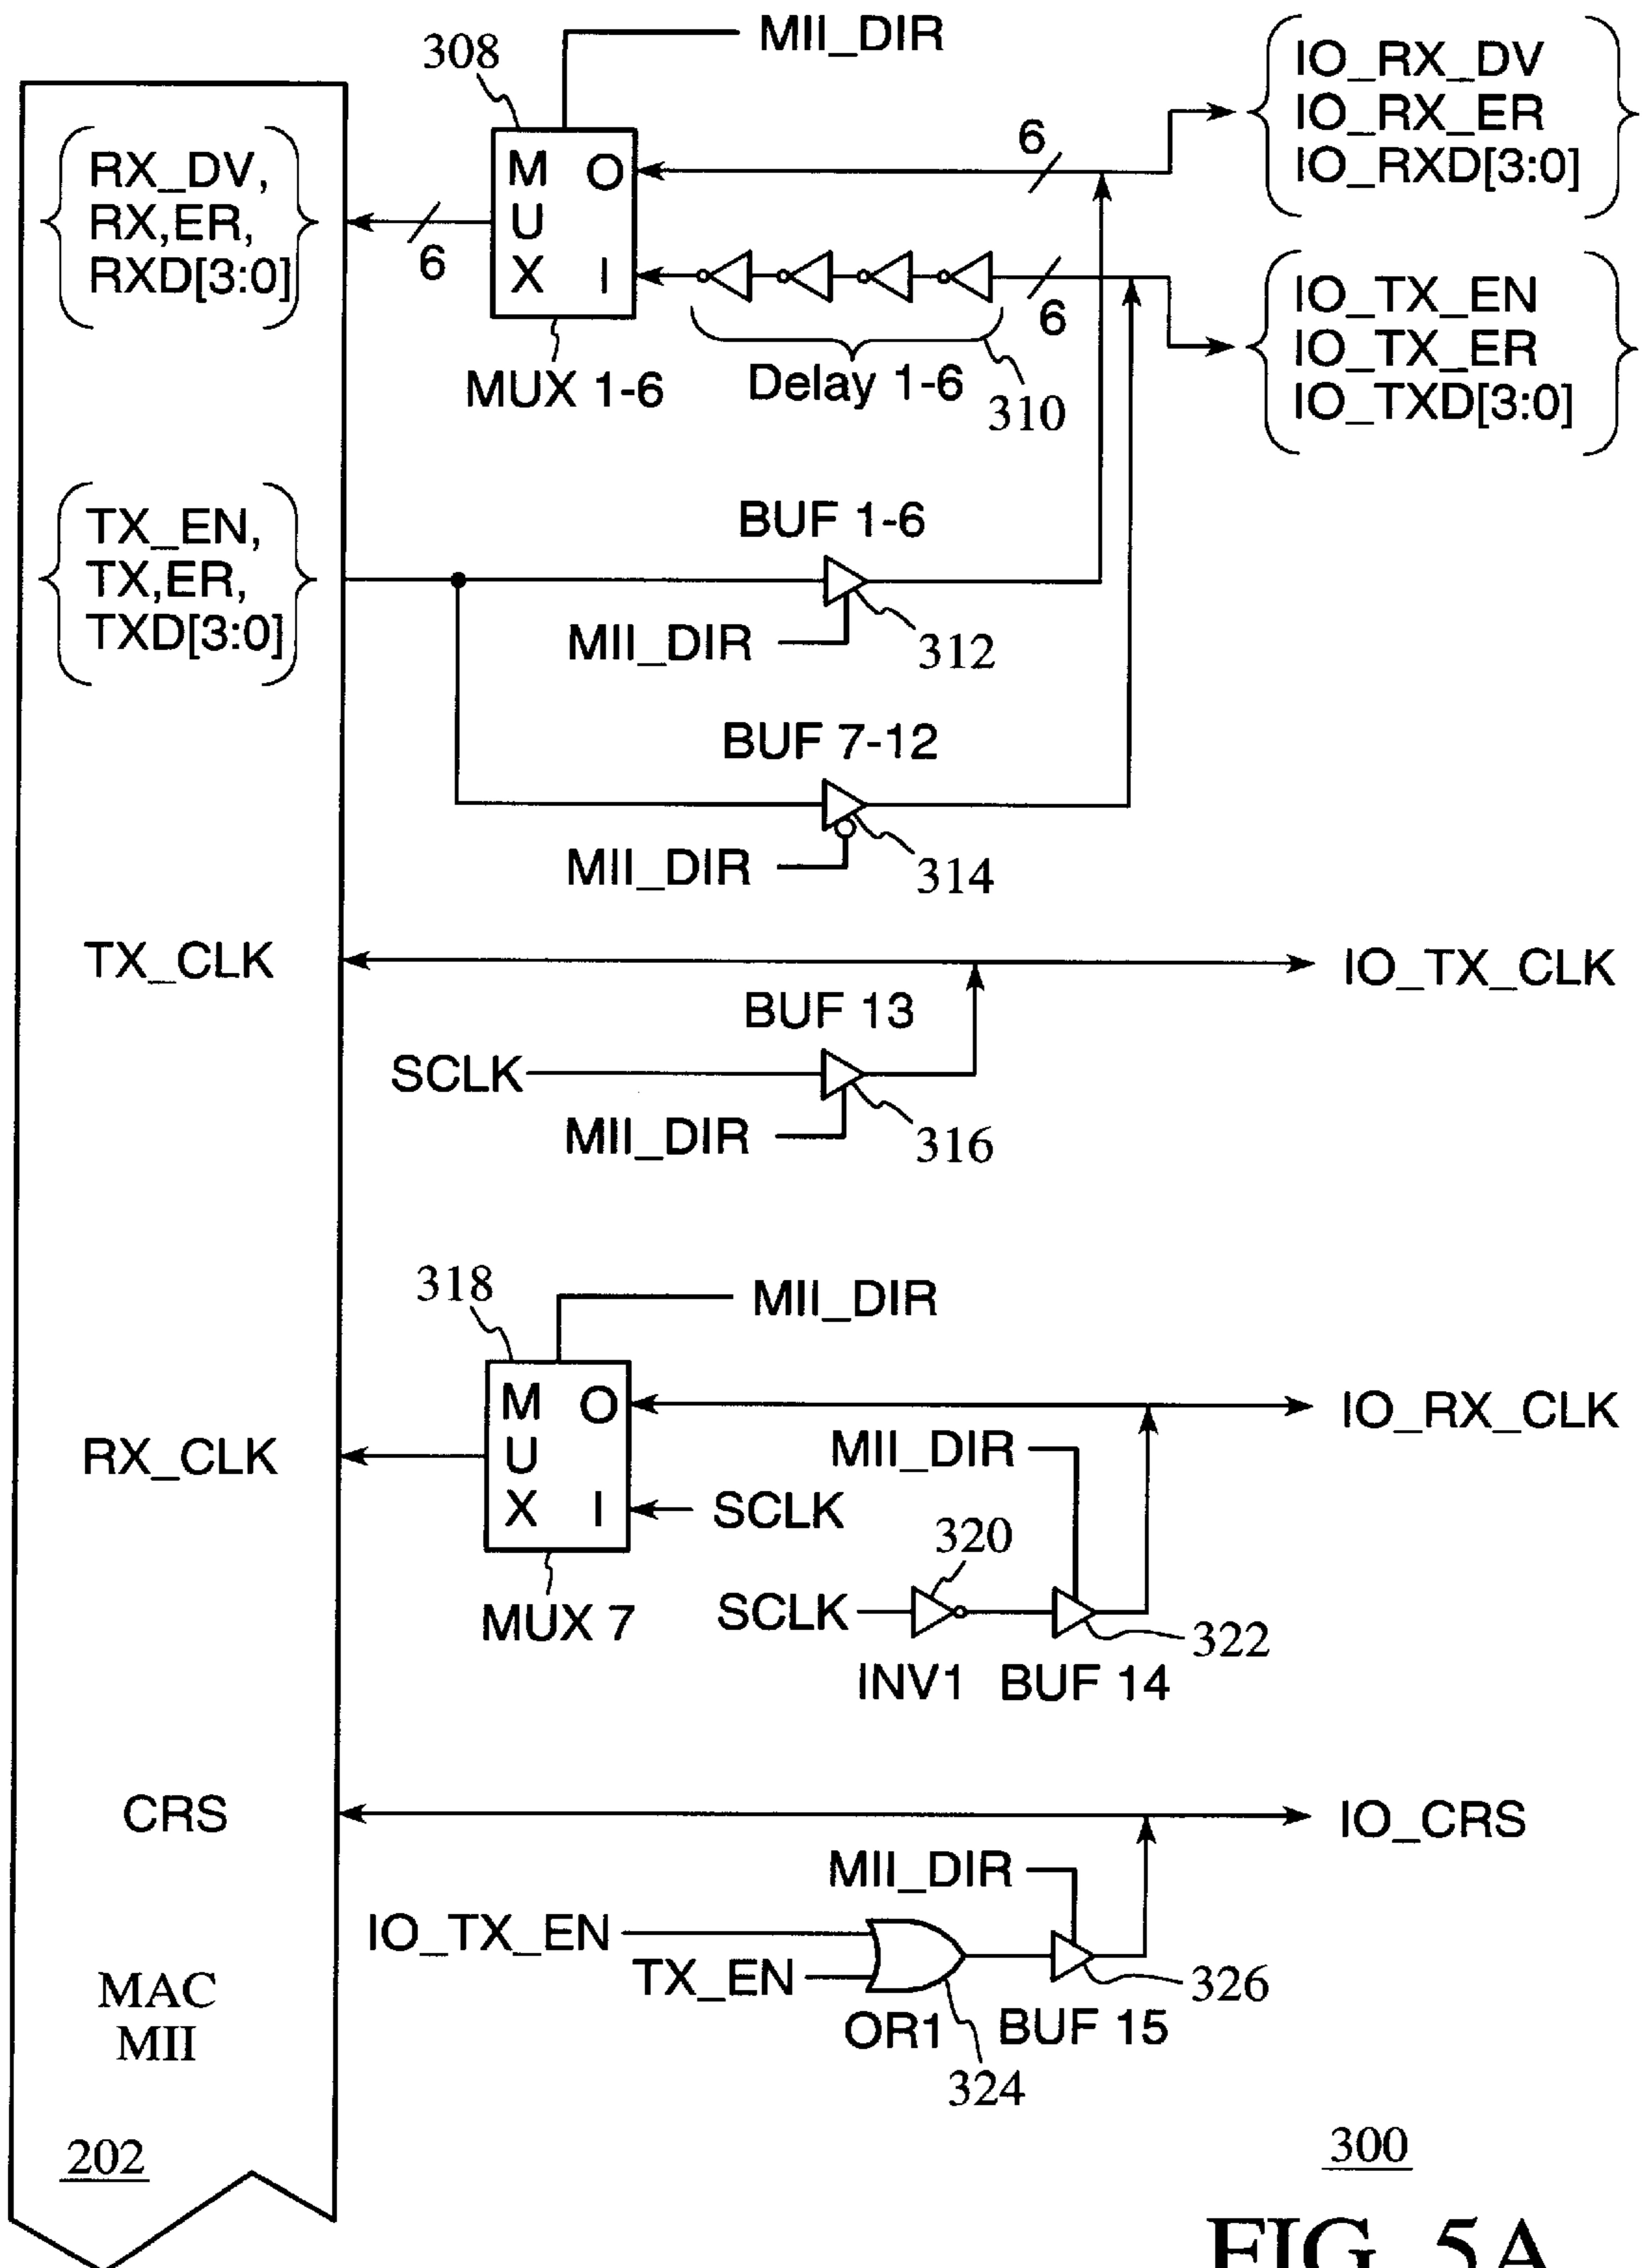 MII_DIR
308
IO_RX_DV
IO_RX_ER
IO_RXD[3:0]
6
M O
U
X I
RX_DV,
RX,ER,
RXD[3:0]
6
6
IO_TX_EN
IO_TX_ER
IO_TXD[3:0]
MUX 1-6
Delay 1-6
310
TX_EN,
TX,ER,
TXD[3:0]
BUF 1-6
MII_DIR
312
BUF 7-12
MII_DIR
314
TX_CLK
IO_TX_CLK
BUF 13
SCLK
MII_DIR
316
318
MII_DIR
M O
U
X I
IO_RX_CLK
MII_DIR
RX_CLK
SCLK
320
MUX 7
SCLK
322
INV1 BUF 14
CRS
IO_CRS
MII_DIR
IO_TX_EN
TX_EN
326
OR1 BUF 15
324
MAC
MII
202
300
FIG. 5A